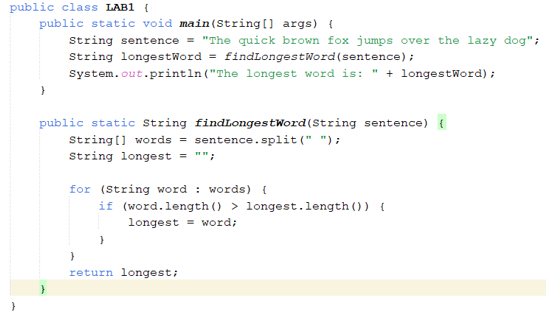 public class LAB1 {
    public static void main(String[] args) {
        String sentence = "The quick brown fox jumps over the lazy dog";
        String longestWord = findLongestWord(sentence);
        System.out.println("The longest word is: " + longestWord);
    }

    public static String findLongestWord(String sentence) {
        String[] words = sentence.split(" ");
        String longest = "";

        for (String word : words) {
            if (word.length() > longest.length()) {
                longest = word;
            }
        }
        return longest;
    }
}